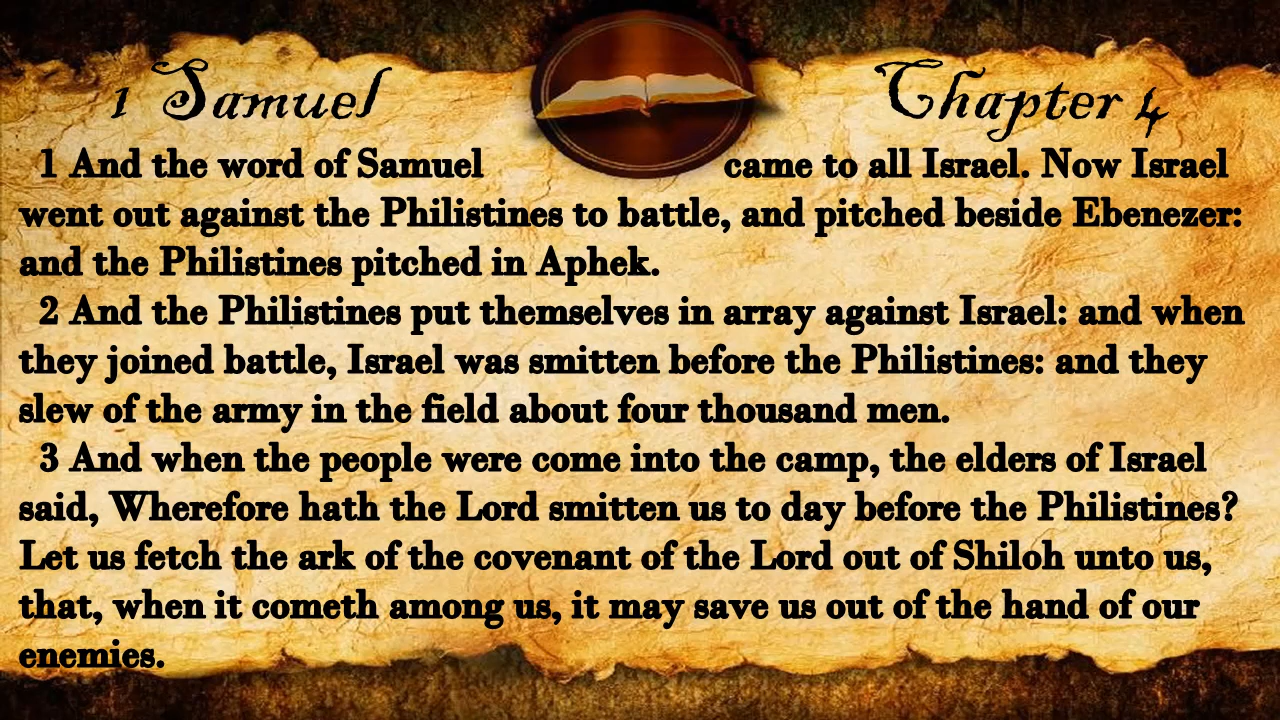 1 Samuel Chapter 4
1 And the word of Samuel came to all Israel. Now Israel
went out against the Philistines to battle, and pitched beside Ebenezer:
and the Philistines pitched in Aphek.
2 And the Philistines put themselves in array against Israel: and when
they joined battle, Israel was smitten before the Philistines: and they
slew of the army in the field about four thousand men.
3 And when the people were come into the camp, the elders of Israel
said, Wherefore hath the Lord smitten us to day before the Philistines?
Let us fetch the ark of the covenant of the Lord out of Shiloh unto us,
that, when it cometh among us, it may save us out of the hand of our
enemies.